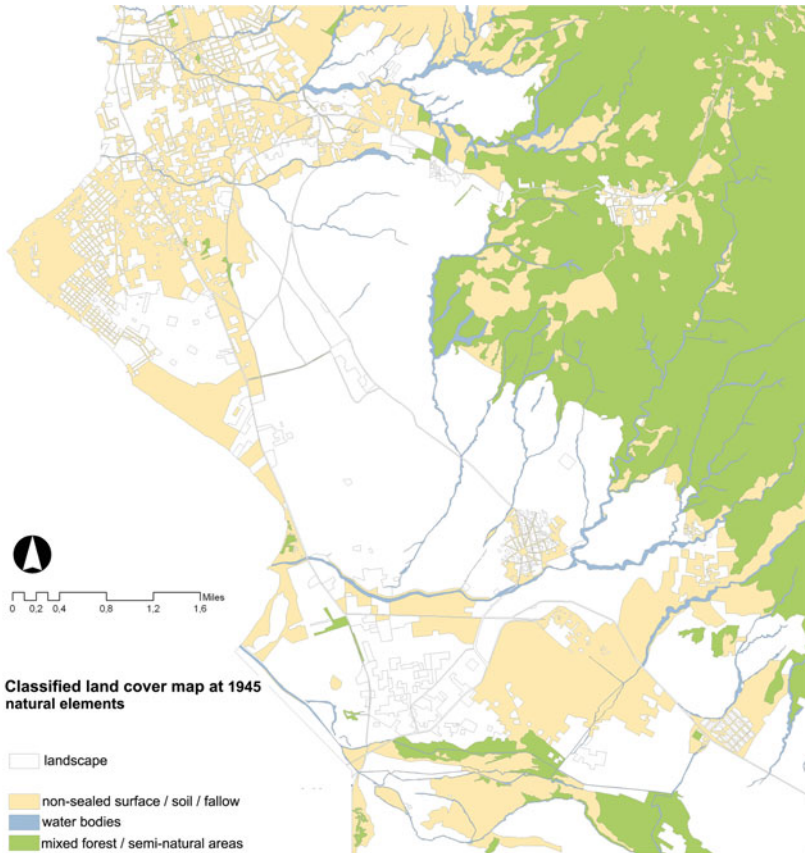 Miles
0 0,2 0,4 0,8 1,2 1,6
Classified land cover map at 1945
natural elements
landscape
non-sealed surface / soil / fallow
water bodies
mixed forest / semi-natural areas